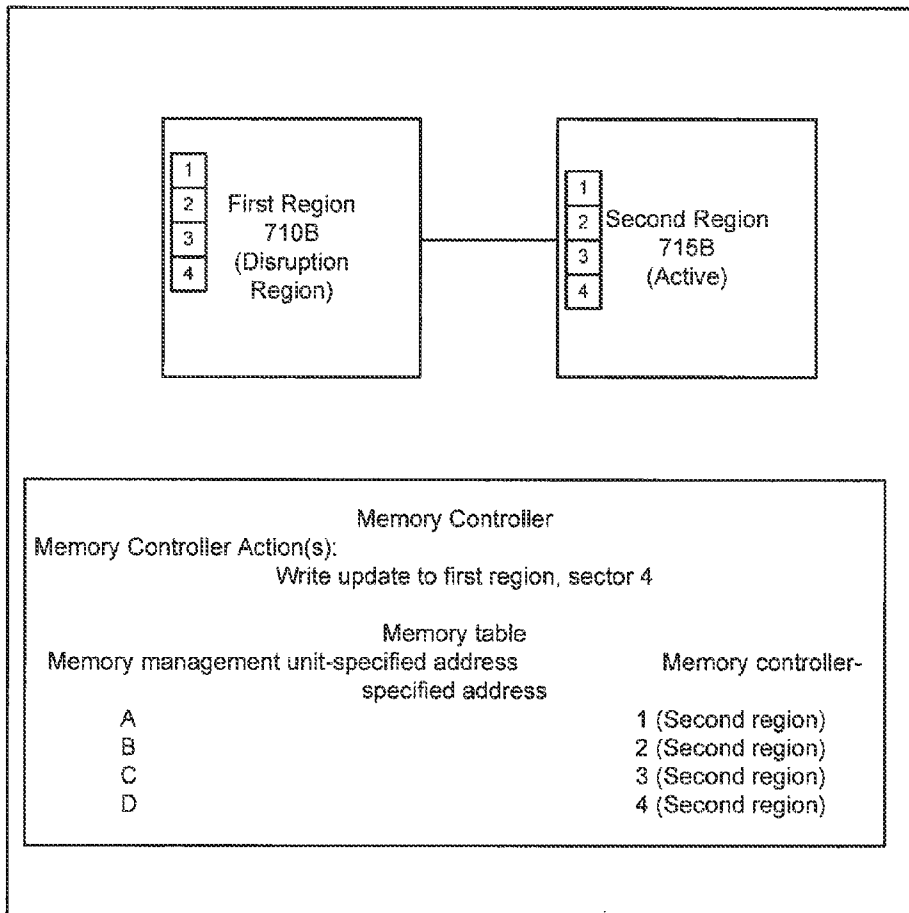 1
2
3
4
First Region
710B
(Disruption
Region)
1
2
3
4
Second Region
715B
(Active)
Memory Controller
Memory Controller Action(s):
Write update to first region, sector 4
Memory table
Memory management unit-specified address Memory controller-
specified address
A 1 (Second region)
B 2 (Second region)
C 3 (Second region)
D 4 (Second region)